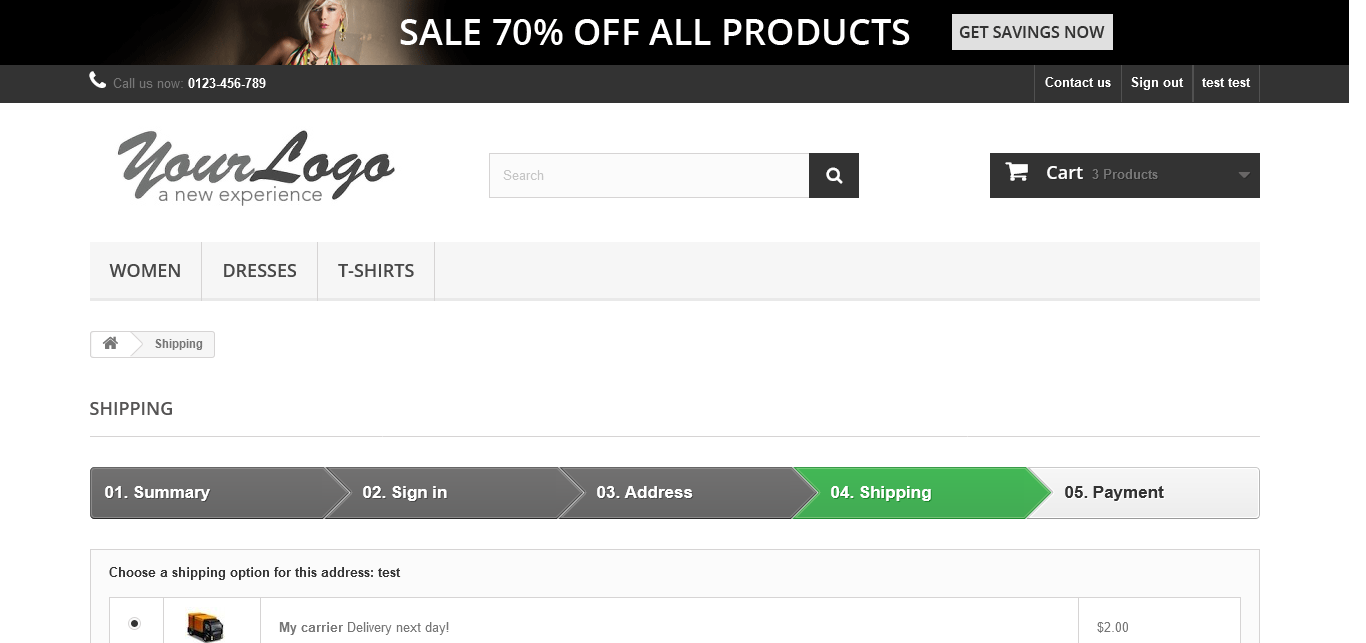 SALE 70% OFF ALL PRODUCTS GET SAVINGS NOW
Call us now: 0123-456-789 Contact us Sign out test test
YourLogo
a new experience
Search
Cart 3 Products
WOMEN DRESSES T-SHIRTS
Shipping
SHIPPING
01. Summary 02. Sign in 03. Address 04. Shipping 05. Payment
Choose a shipping option for this address: test
My carrier Delivery next day! $2.00